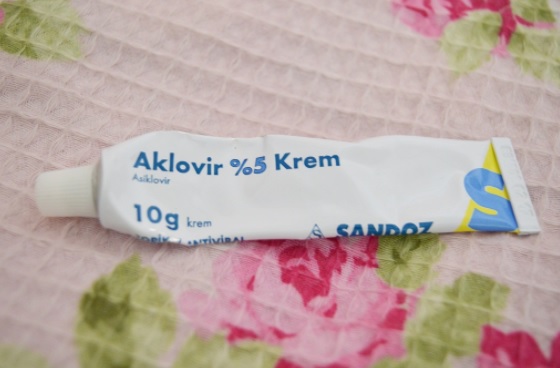 Aklovir %5 Krem
Asiklovir
10g krem
ANTİVİRAL
SANDOZ
S